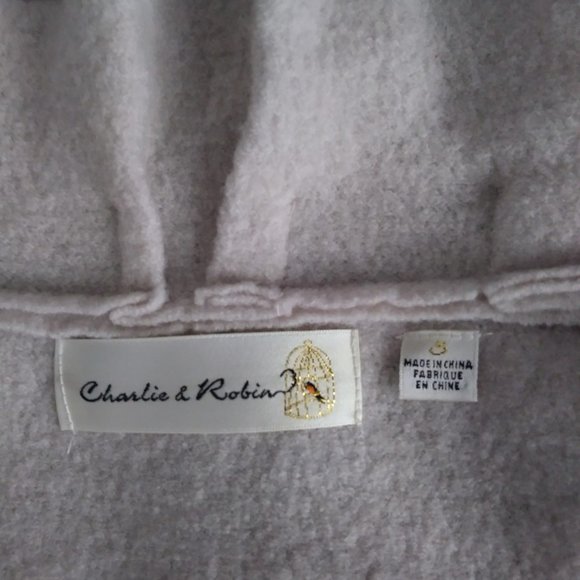 Charlie & Robin
S
MADE IN CHINA
FABRIQUE
EN CHINE